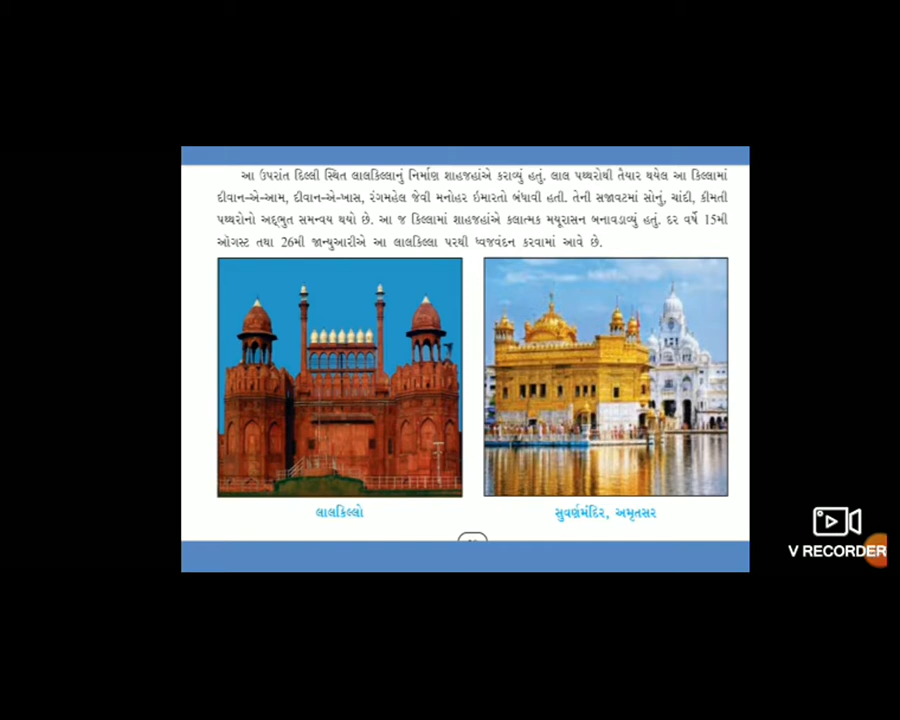 આ ઉપરાંત દિલ્લી સ્થિત લાલકિલ્લાનું નિર્માણ શાહજહાંએ કરાવ્યું હતું. લાલ પથ્થરોથી તૈયાર થયેલ આ કિલ્લામાં
દીવાન-એ-આમ, દીવાન-એ-ખાસ, રંગમહેલ જેવી મનોહર ઇમારતો બંધાવી હતી. તેની સજાવટમાં સોનું, ચાંદી, કીમતી
પથ્થરોનો અદ્ભુત સમન્વય થયો છે. આ જ કિલ્લામાં શાહજહાંએ કલાત્મક મયૂરાસન બનાવડાવ્યું હતું. દર વર્ષે 15મી
ઑગસ્ટ તથા 26મી જાન્યુઆરીએ આ લાલકિલ્લા પરથી ધ્વજવંદન કરવામાં આવે છે.
લાલકિલ્લો
સુવર્ણમંદિર, અમૃતસર
V RECORDER